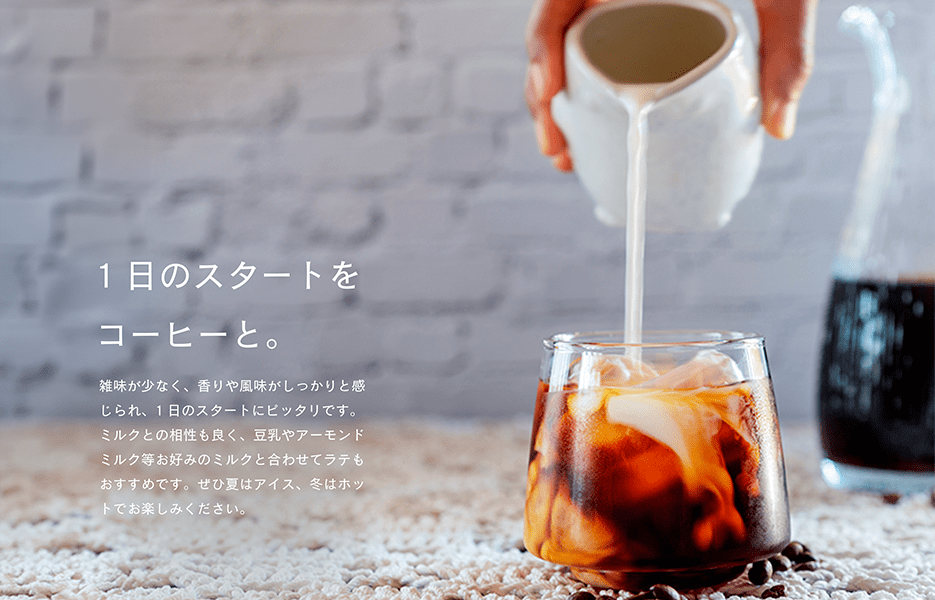 1日のスタートを
コーヒーと。
雑味が少なく、香りや風味がしっかりと感
じられ、1日のスタートにピッタリです。
ミルクとの相性も良く、豆乳やアーモンド
ミルク等お好みのミルクと合わせてラテも
おすすめです。ぜひ夏はアイス、冬はホッ
トでお楽しみください。